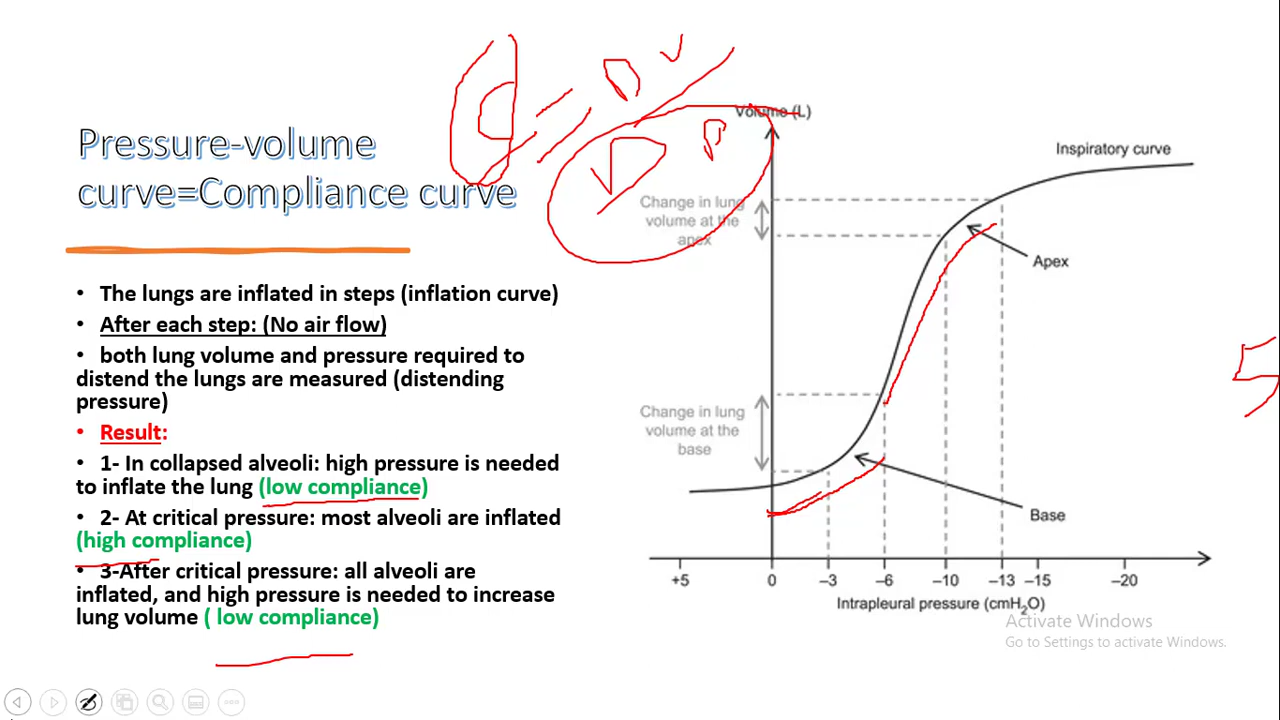 Pressure-volume
curve=Compliance curve
• The lungs are inflated in steps (inflation curve)
• After each step: (No air flow)
• both lung volume and pressure required to
distend the lungs are measured (distending
pressure)
• Result:
• 1- In collapsed alveoli: high pressure is needed
to inflate the lung (low compliance)
• 2- At critical pressure: most alveoli are inflated
(high compliance)
• 3-After critical pressure: all alveoli are
inflated, and high pressure is needed to increase
lung volume ( low compliance)
C = Δ V
Δ P
Volume (L)
Inspiratory curve
Change in lung
volume at the
apex
Apex
Change in lung
volume at the
base
Base
5
+5 0 –3 –6 –10 –13 –15 –20
Intrapleural pressure (cmH₂O)
Activate Windows
Go to Settings to activate Windows.